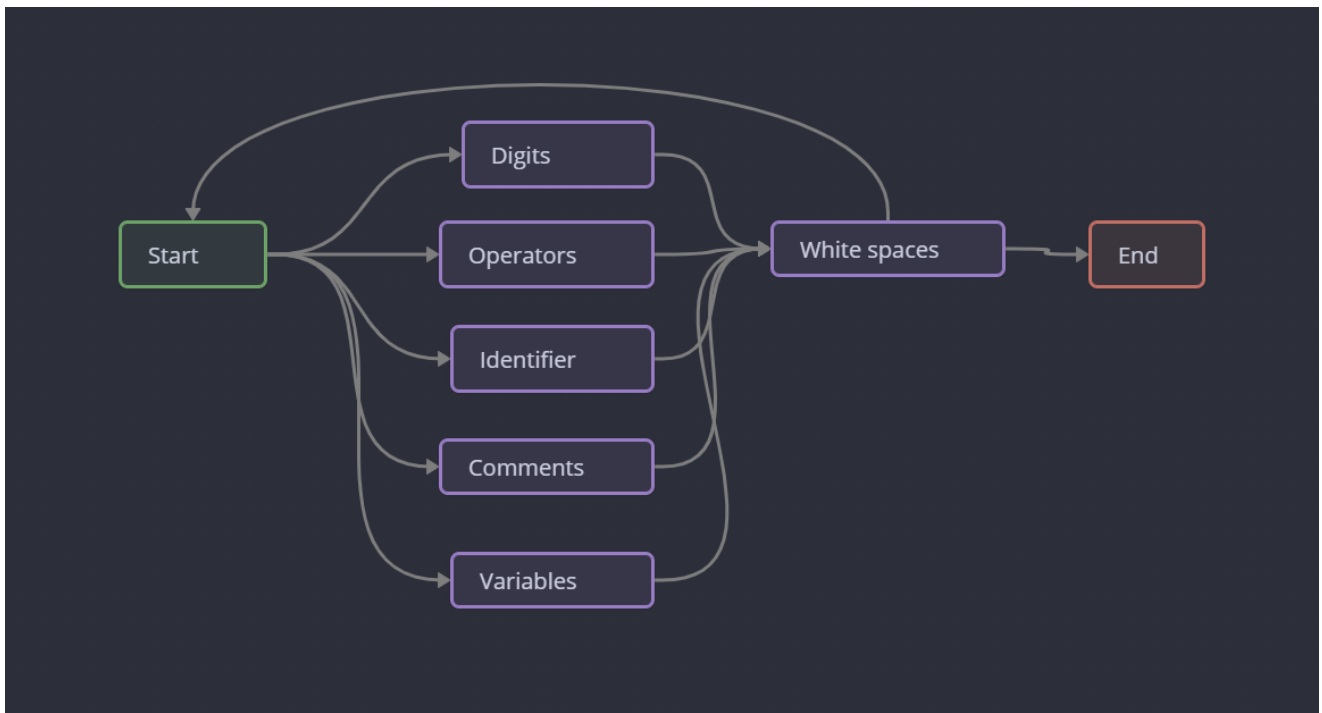 Start
Digits
Operators
Identifier
Comments
Variables
White spaces
End